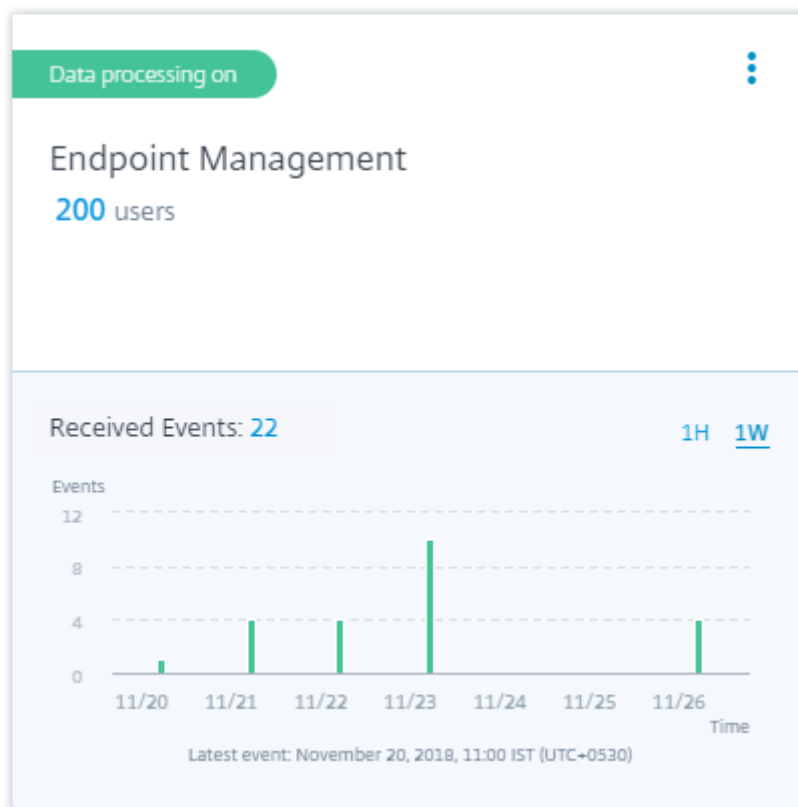 Data processing on
Endpoint Management
200 users
Received Events: 22
1H 1W
Events
12
8
4
0
11/20 11/21 11/22 11/23 11/24 11/25 11/26
Time
Latest event: November 20, 2018, 11:00 IST (UTC+0530)